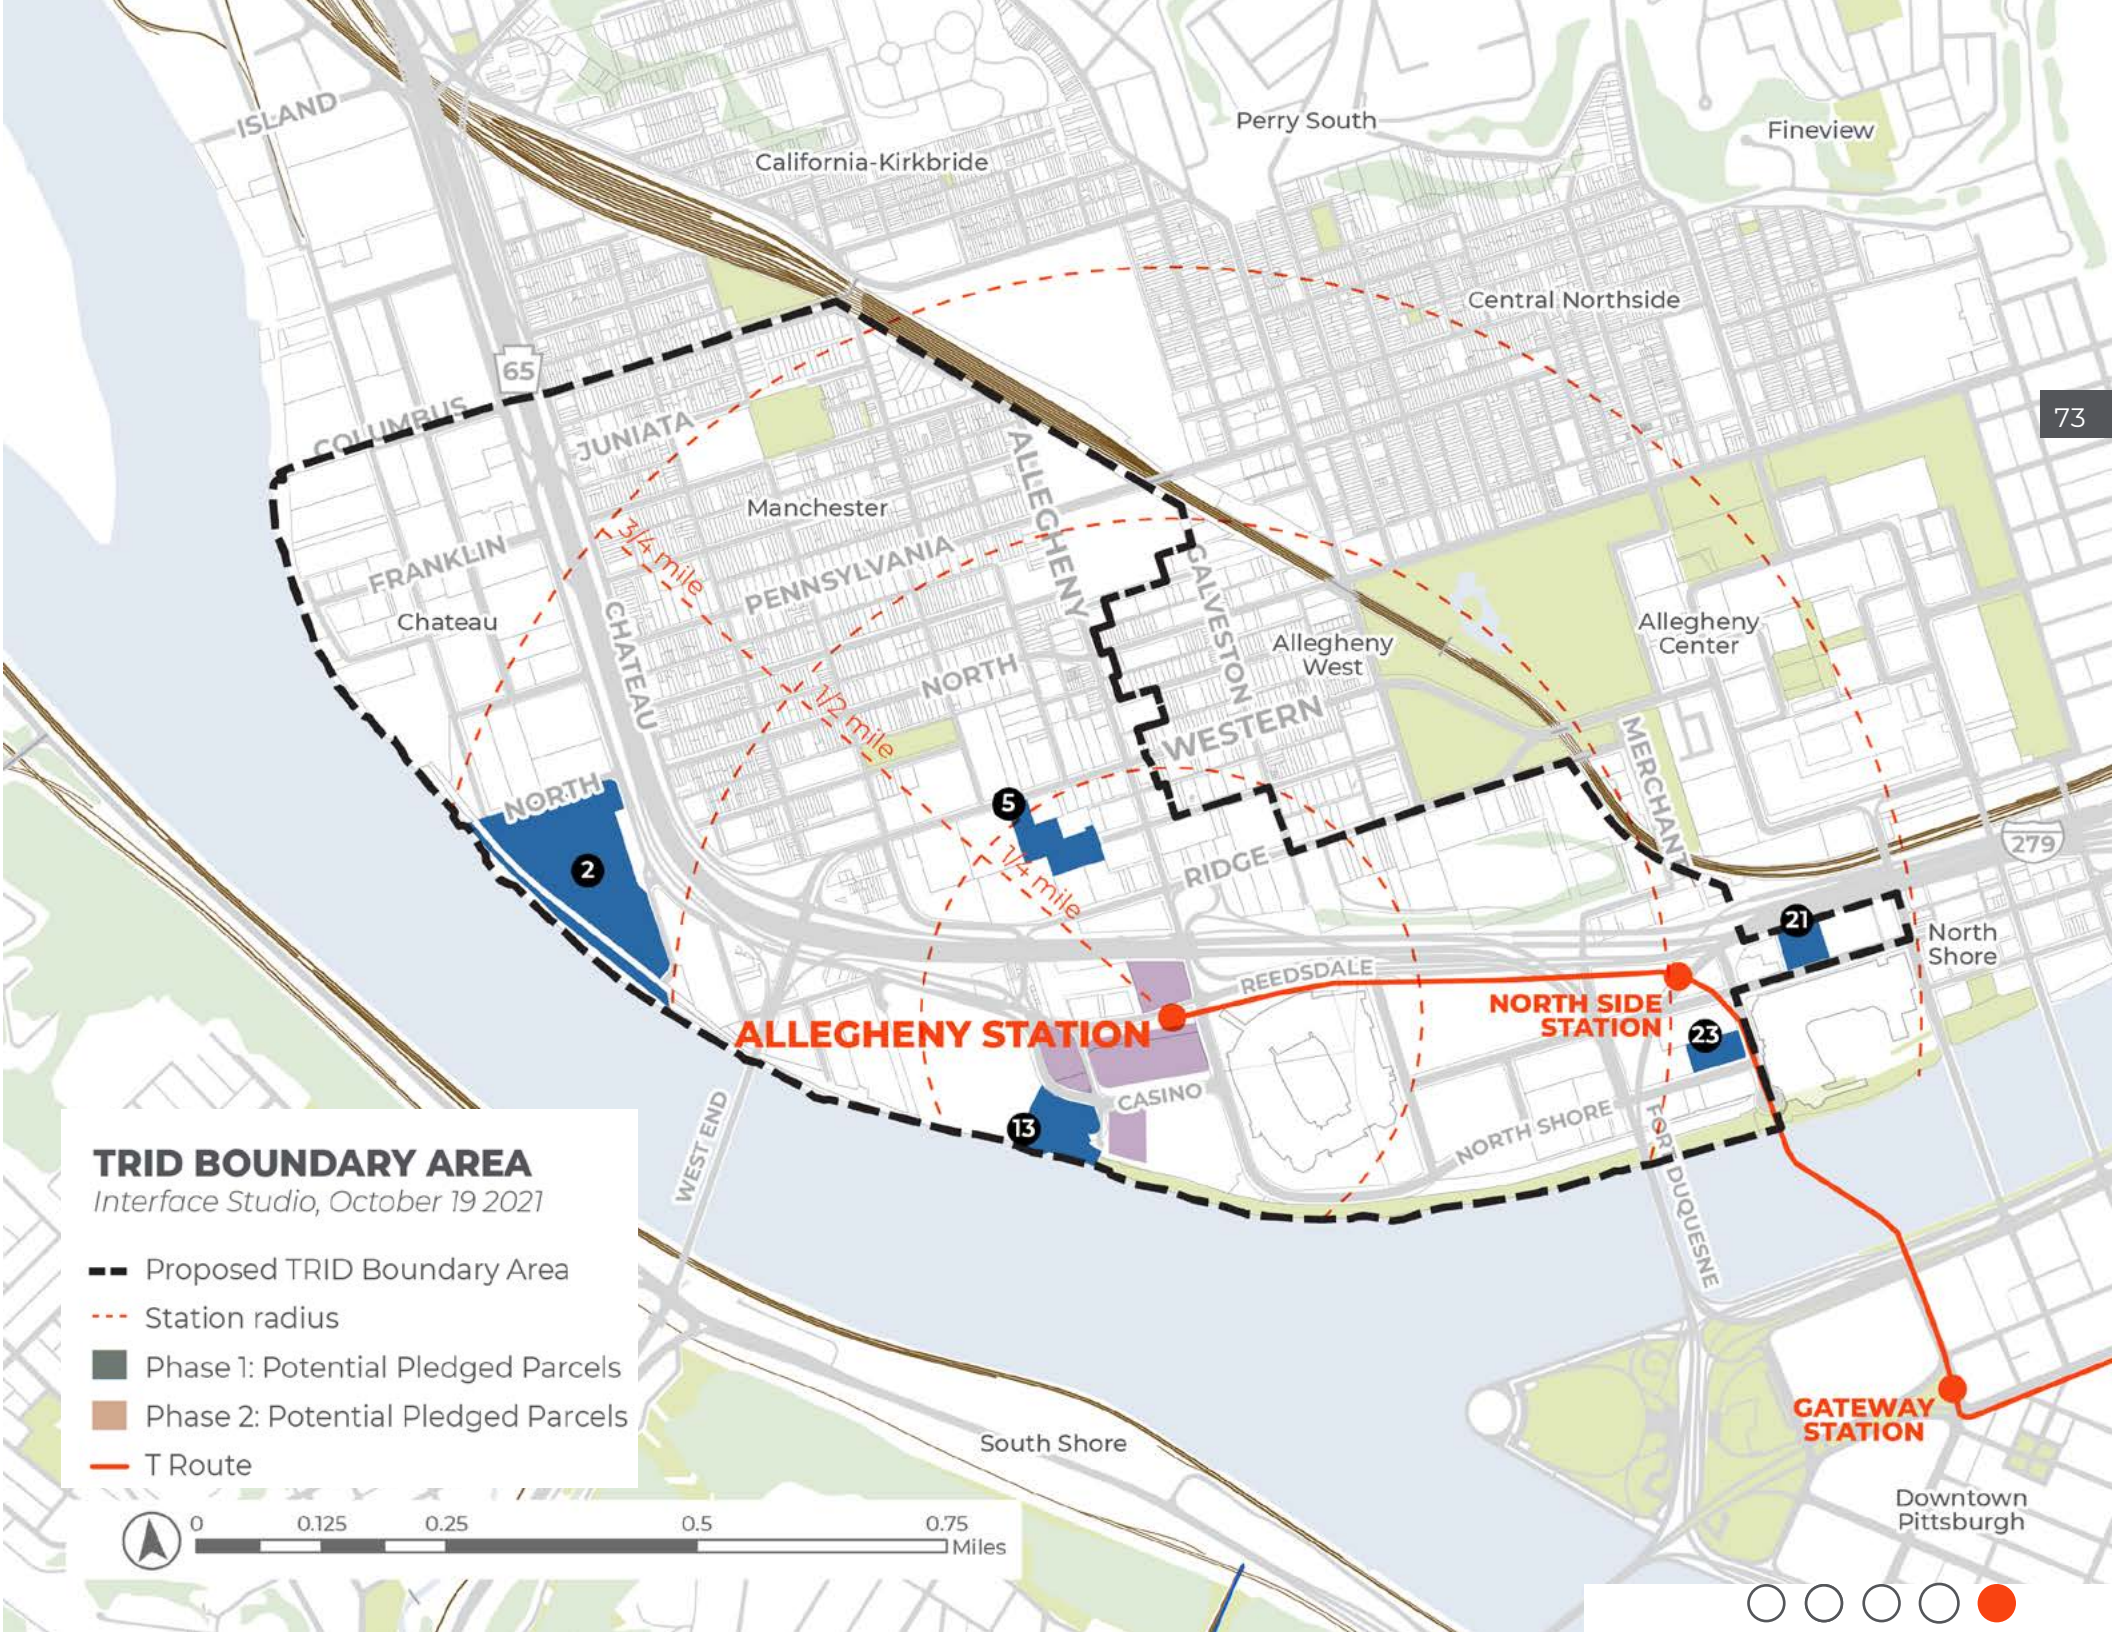 ISLAND
Perry South
Fineview
California-Kirkbride
Central Northside
65
COLUMBUS
JUNIATA
73
ALLEGHENY
Manchester
3/4 mile
FRANKLIN
PENNSYLVANIA
GALVESTON
Chateau
CHATEAU
Allegheny
West
Allegheny
Center
NORTH
1/2 mile
WESTERN
MERCHANT
NORTH
5
2
1/4 mile
RIDGE
279
21
North
Shore
REEDSDALE
NORTH SIDE
STATION
ALLEGHENY STATION
23
CASINO
13
NORTH SHORE
WEST END
FORT DUQUESNE
TRID BOUNDARY AREA
Interface Studio, October 19 2021
Proposed TRID Boundary Area
Station radius
Phase 1: Potential Pledged Parcels
Phase 2: Potential Pledged Parcels
T Route
GATEWAY
STATION
South Shore
Downtown
Pittsburgh
0 0.125 0.25 0.5 0.75
Miles